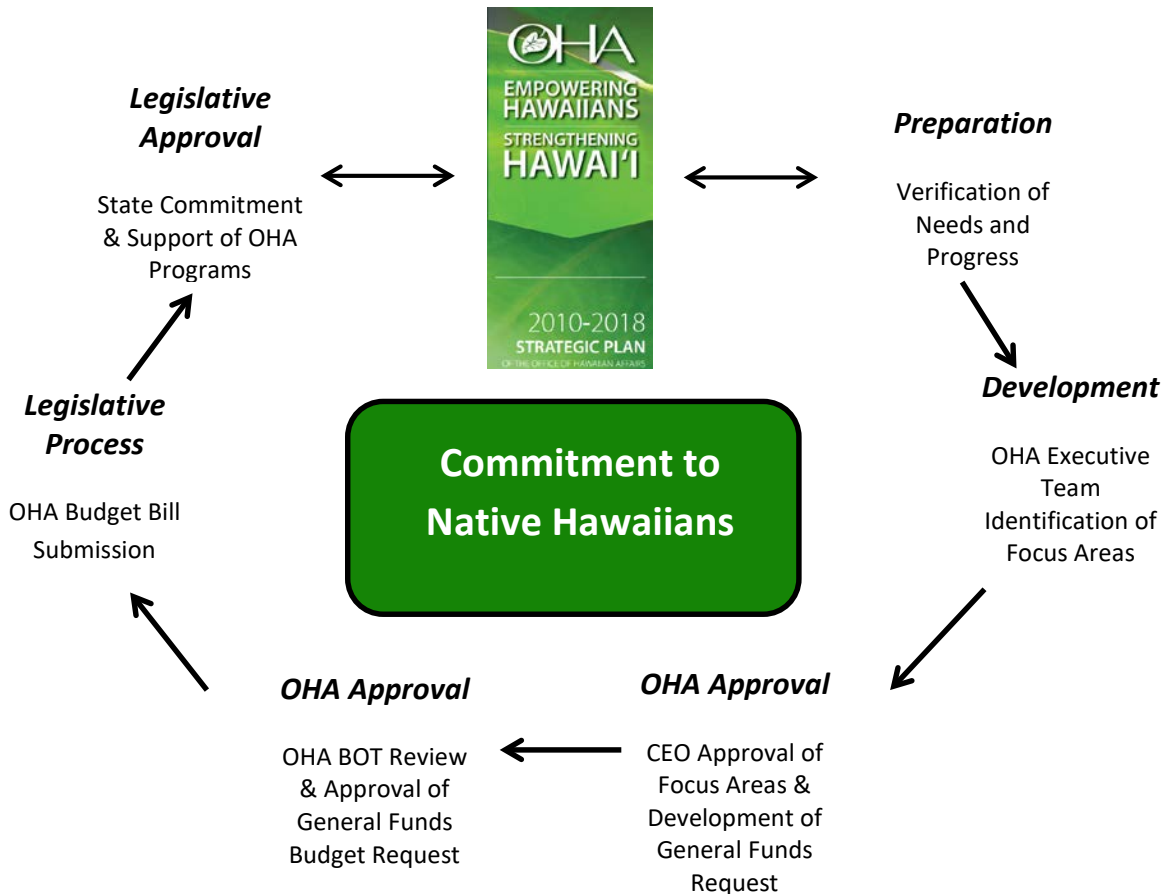 OHA
EMPOWERING
HAWAIIANS
STRENGTHENING
HAWAI‘I
2010-2018
STRATEGIC PLAN
OF THE OFFICE OF HAWAIIAN AFFAIRS
Preparation
Verification of
Needs and
Progress
Development
OHA Executive
Team
Identification of
Focus Areas
OHA Approval
CEO Approval of
Focus Areas &
Development of
General Funds
Request
OHA Approval
OHA BOT Review
& Approval of
General Funds
Budget Request
Legislative
Process
OHA Budget Bill
Submission
Legislative
Approval
State Commitment
& Support of OHA
Programs
Commitment to
Native Hawaiians